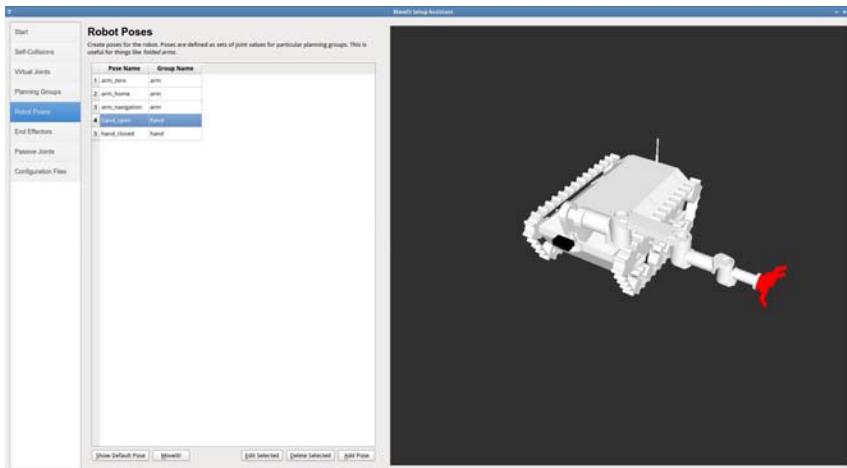 MoveIt Setup Assistant
Start
Self-Collisions
Virtual Joints
Planning Groups
Robot Poses
End Effectors
Passive Joints
Configuration Files
Robot Poses
Create poses for the robot. Poses are defined as sets of joint values for particular planning groups. This is
useful for things like folded arms.
Pose Name Group Name
1 arm_zero arm
2 arm_home arm
3 arm_navigation arm
4 hand_open hand
5 hand_closed hand
Show Default Pose MoveIt! Edit Selected Delete Selected Add Pose